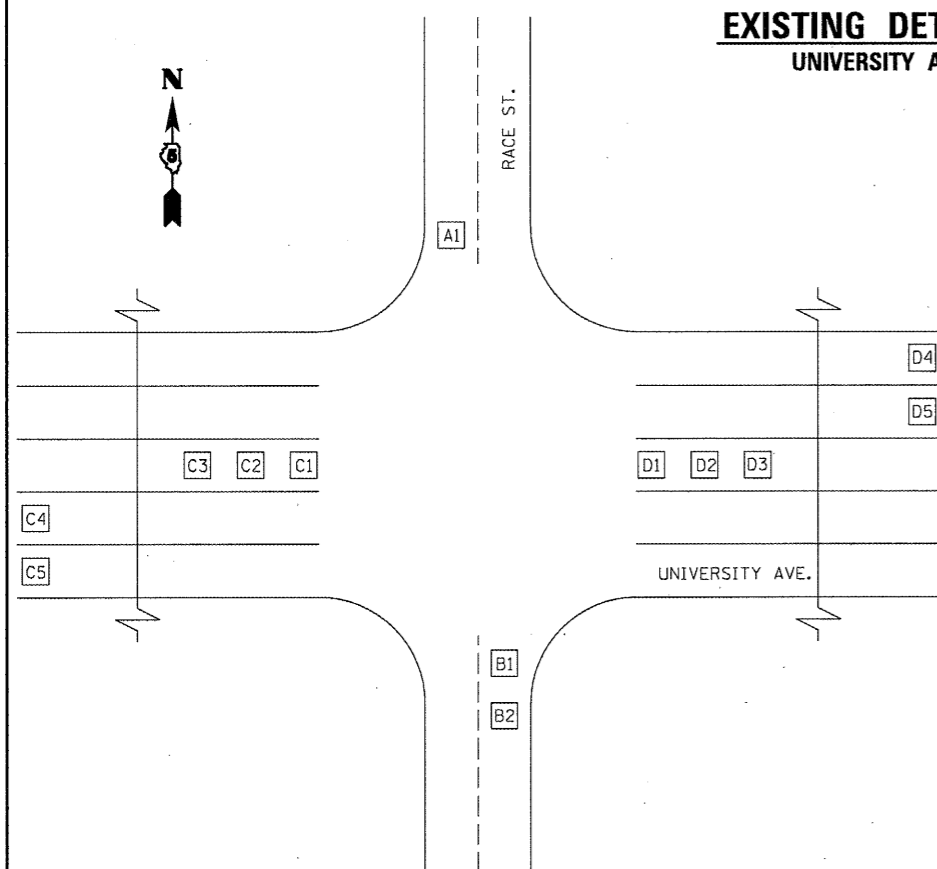 EXISTING DET
UNIVERSITY A
N
5
RACE ST.
A1
D4
D5
C3 C2 C1
D1 D2 D3
C4
C5
UNIVERSITY AVE.
B1
B2